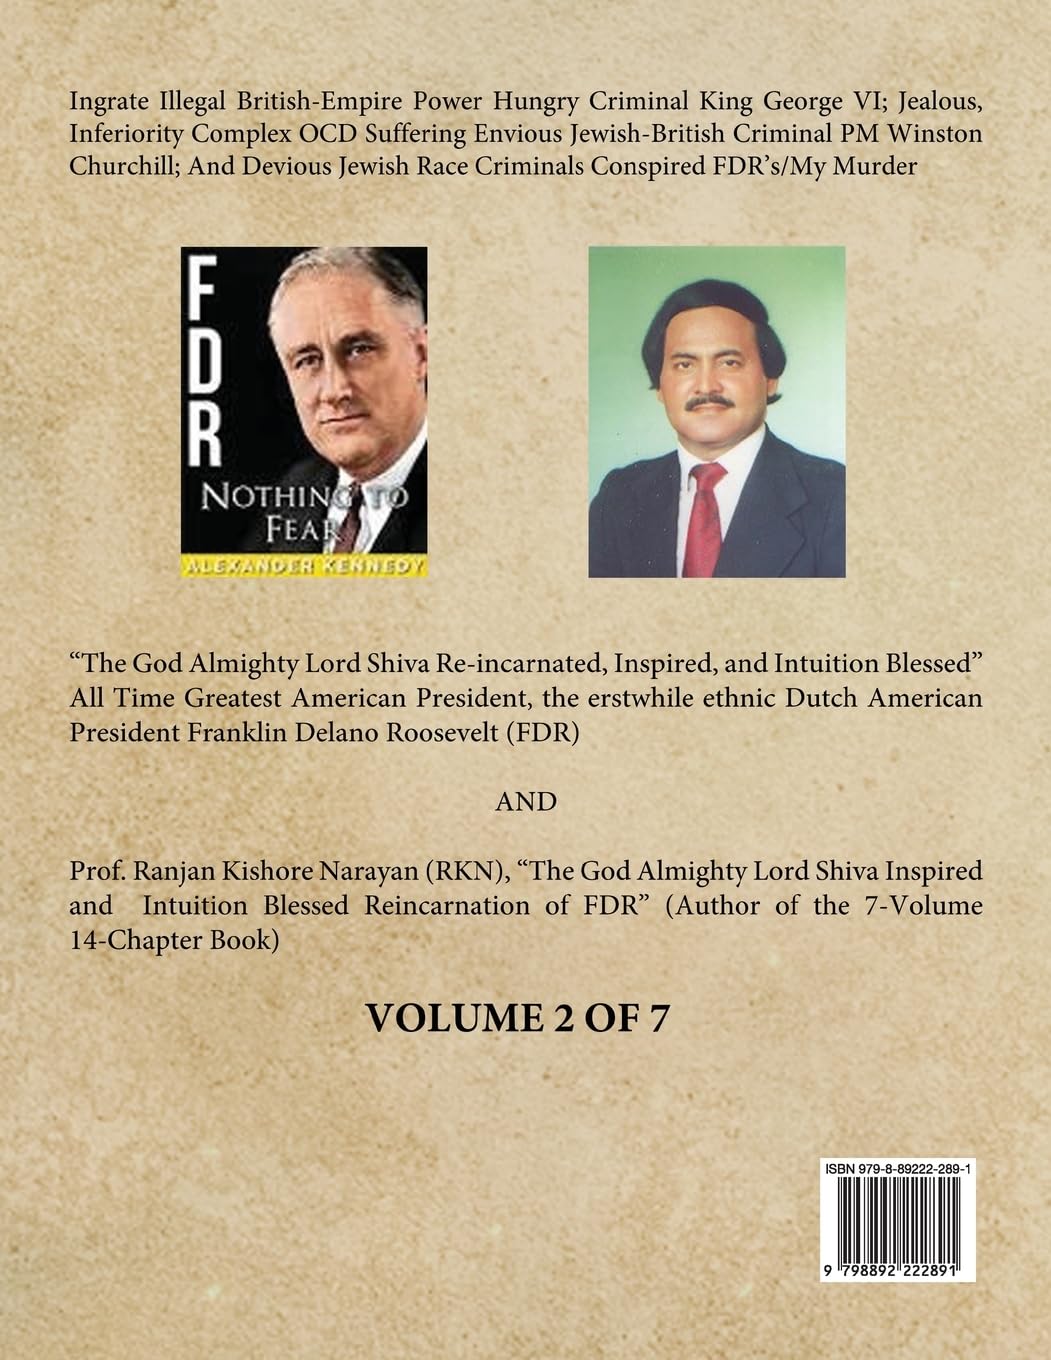 Ingrate Illegal British-Empire Power Hungry Criminal King George VI; Jealous,
Inferiority Complex OCD Suffering Envious Jewish-British Criminal PM Winston
Churchill; And Devious Jewish Race Criminals Conspired FDR’s/My Murder
FDR
NOTHING TO
FEAR
ALEXANDER KENNEDY
“The God Almighty Lord Shiva Re-incarnated, Inspired, and Intuition Blessed”
All Time Greatest American President, the erstwhile ethnic Dutch American
President Franklin Delano Roosevelt (FDR)
AND
Prof. Ranjan Kishore Narayan (RKN), “The God Almighty Lord Shiva Inspired
and Intuition Blessed Reincarnation of FDR” (Author of the 7-Volume
14-Chapter Book)
VOLUME 2 OF 7
ISBN 979-8-89222-289-1
9 798892 222891